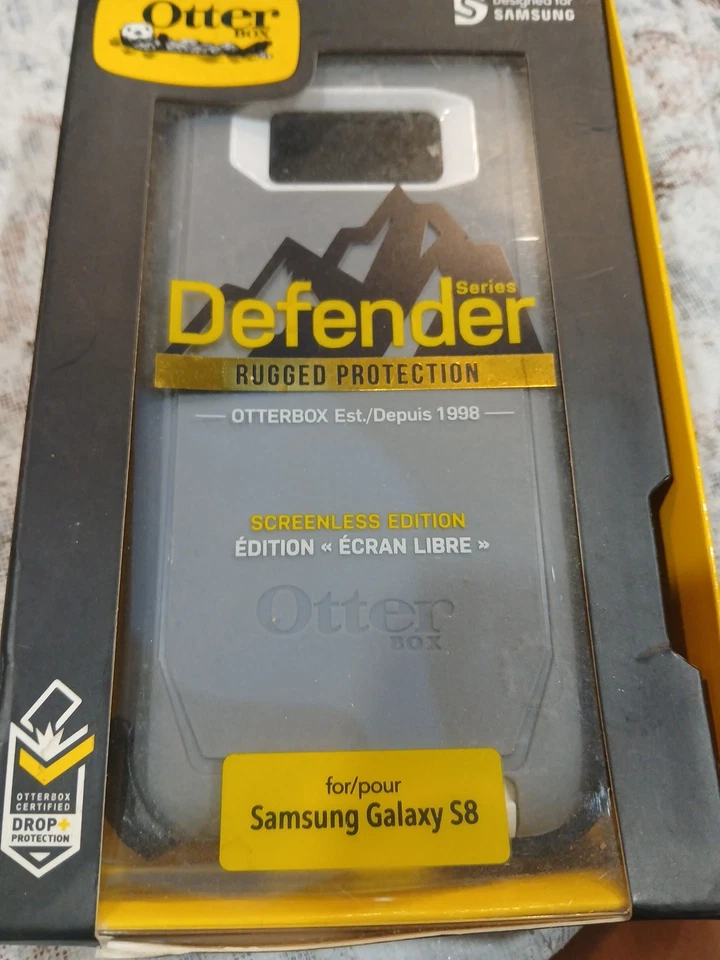 Otter
BOX
Designed for
SAMSUNG
Series
Defender
RUGGED PROTECTION
OTTERBOX Est./Depuis 1998
SCREENLESS EDITION
ÉDITION « ÉCRAN LIBRE »
Otter
BOX
OTTERBOX
CERTIFIED
DROP+
PROTECTION
for/pour
Samsung Galaxy S8